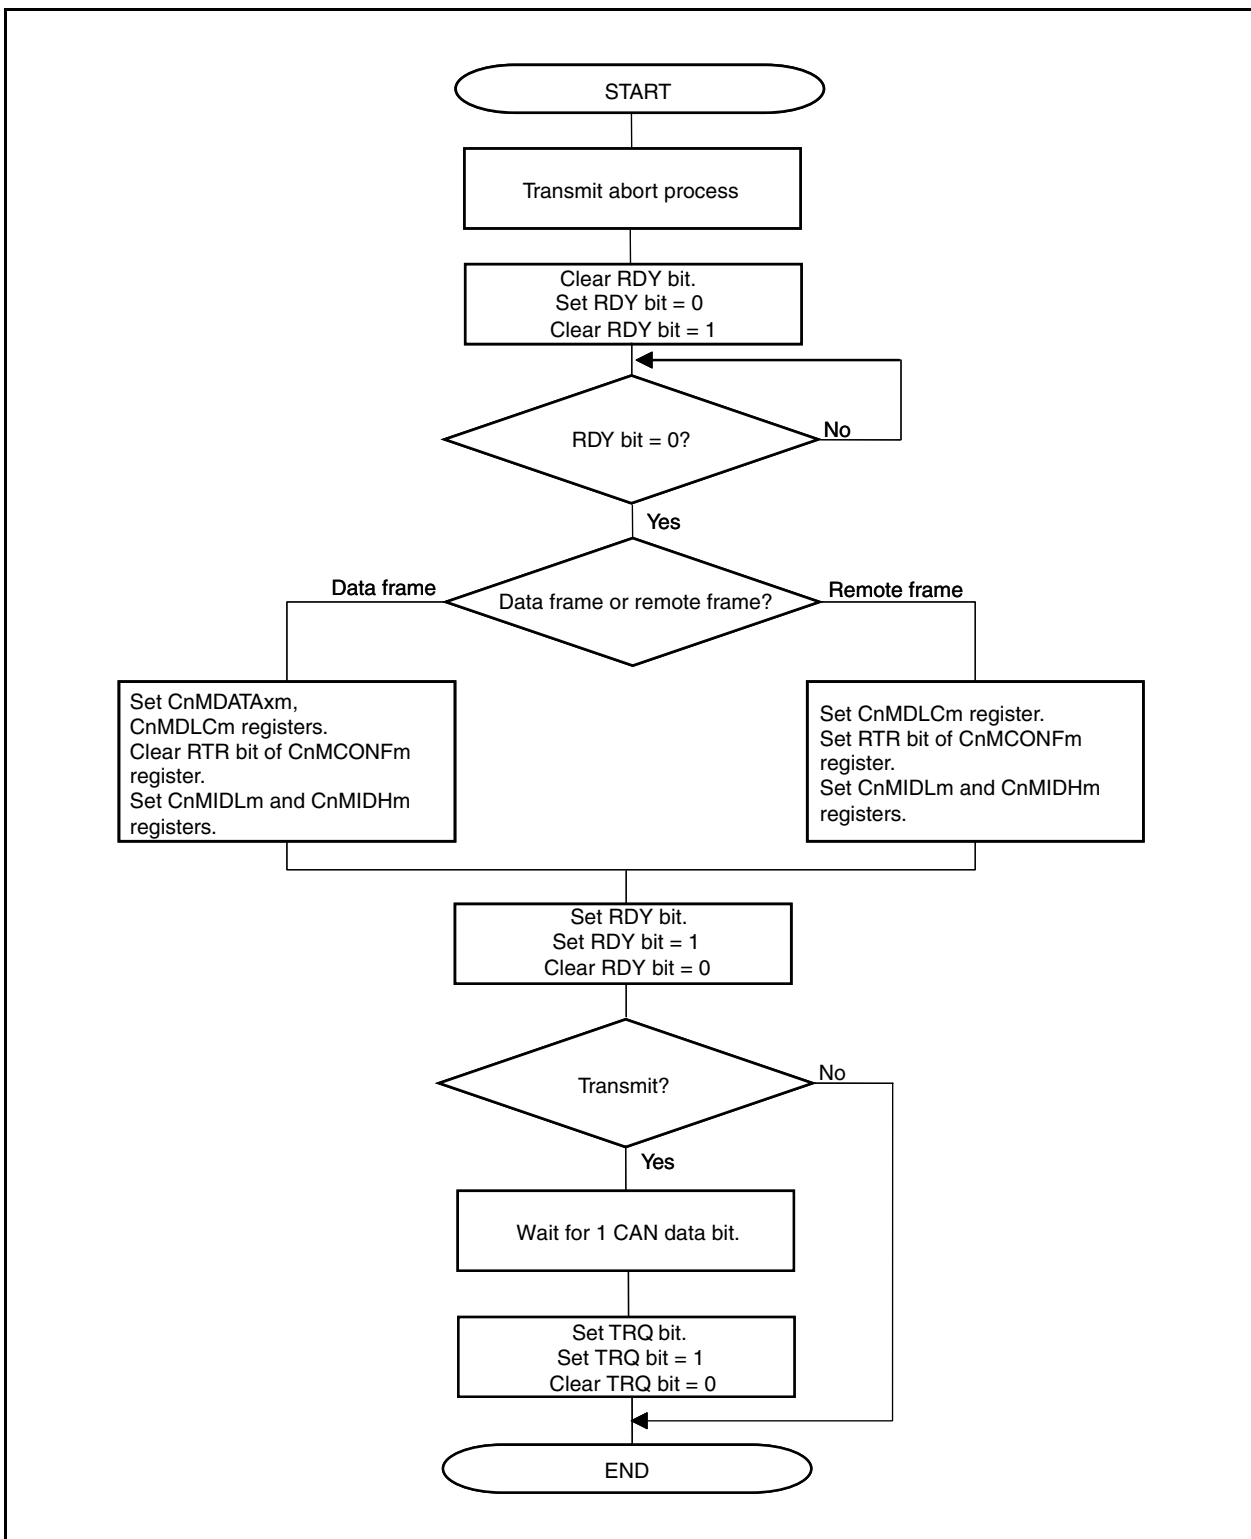 START
Transmit abort process
Clear RDY bit.
Set RDY bit = 0
Clear RDY bit = 1
RDY bit = 0?
No
Yes
Data frame
Data frame or remote frame?
Remote frame
Set CnMDATAxm,
CnMDLCm registers.
Clear RTR bit of CnMCONFm
register.
Set CnMIDLm and CnMIDHm
registers.
Set CnMDLCm register.
Set RTR bit of CnMCONFm
register.
Set CnMIDLm and CnMIDHm
registers.
Set RDY bit.
Set RDY bit = 1
Clear RDY bit = 0
Transmit?
No
Yes
Wait for 1 CAN data bit.
Set TRQ bit.
Set TRQ bit = 1
Clear TRQ bit = 0
END